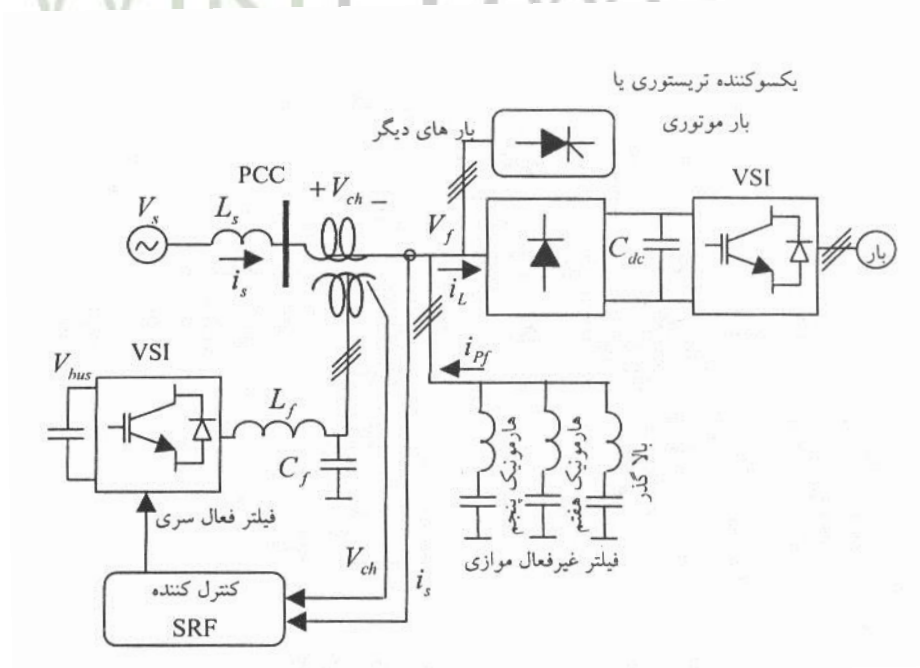 یکسوکننده تریستوری یا
بار موتوری
بار های دیگر
PCC
+ V_ch −
VSI
V_s
L_s
V_f
C_dc
بار
i_s
i_L
VSI
i_Pf
V_bus
L_f
C_f
هارمونیک پنجم
هارمونیک هفتم
بالا گذر
فیلتر فعال سری
فیلتر غیرفعال موازی
V_ch
i_s
کنترل کننده
SRF